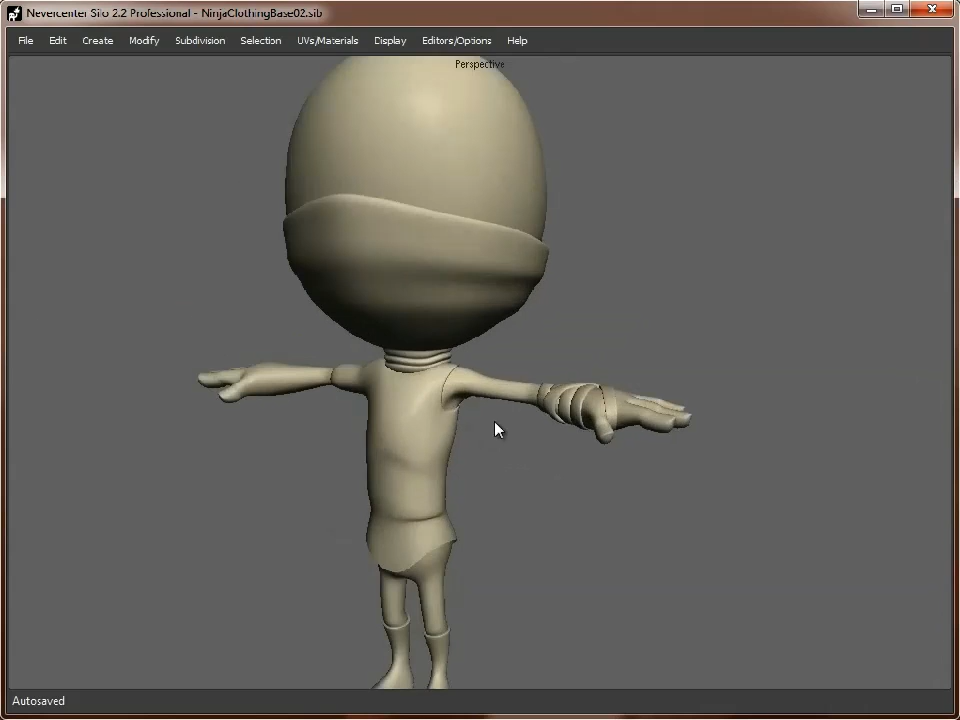 Nevercenter Silo 2.2 Professional - NinjaClothingBase02.sib
File Edit Create Modify Subdivision Selection UVs/Materials Display Editors/Options Help
Perspective
Autosaved